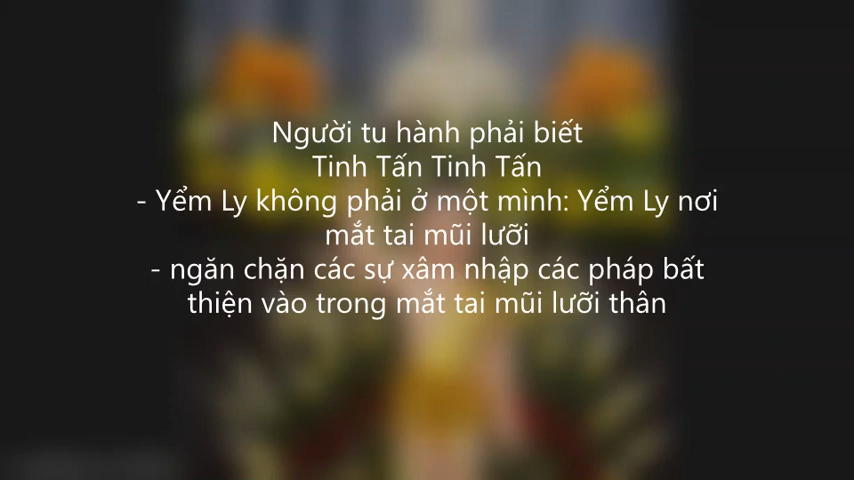 Người tu hành phải biết
Tinh Tấn Tinh Tấn
- Yểm Ly không phải ở một mình: Yểm Ly nơi
mắt tai mũi lưỡi
- ngăn chặn các sự xâm nhập các pháp bất
thiện vào trong mắt tai mũi lưỡi thân